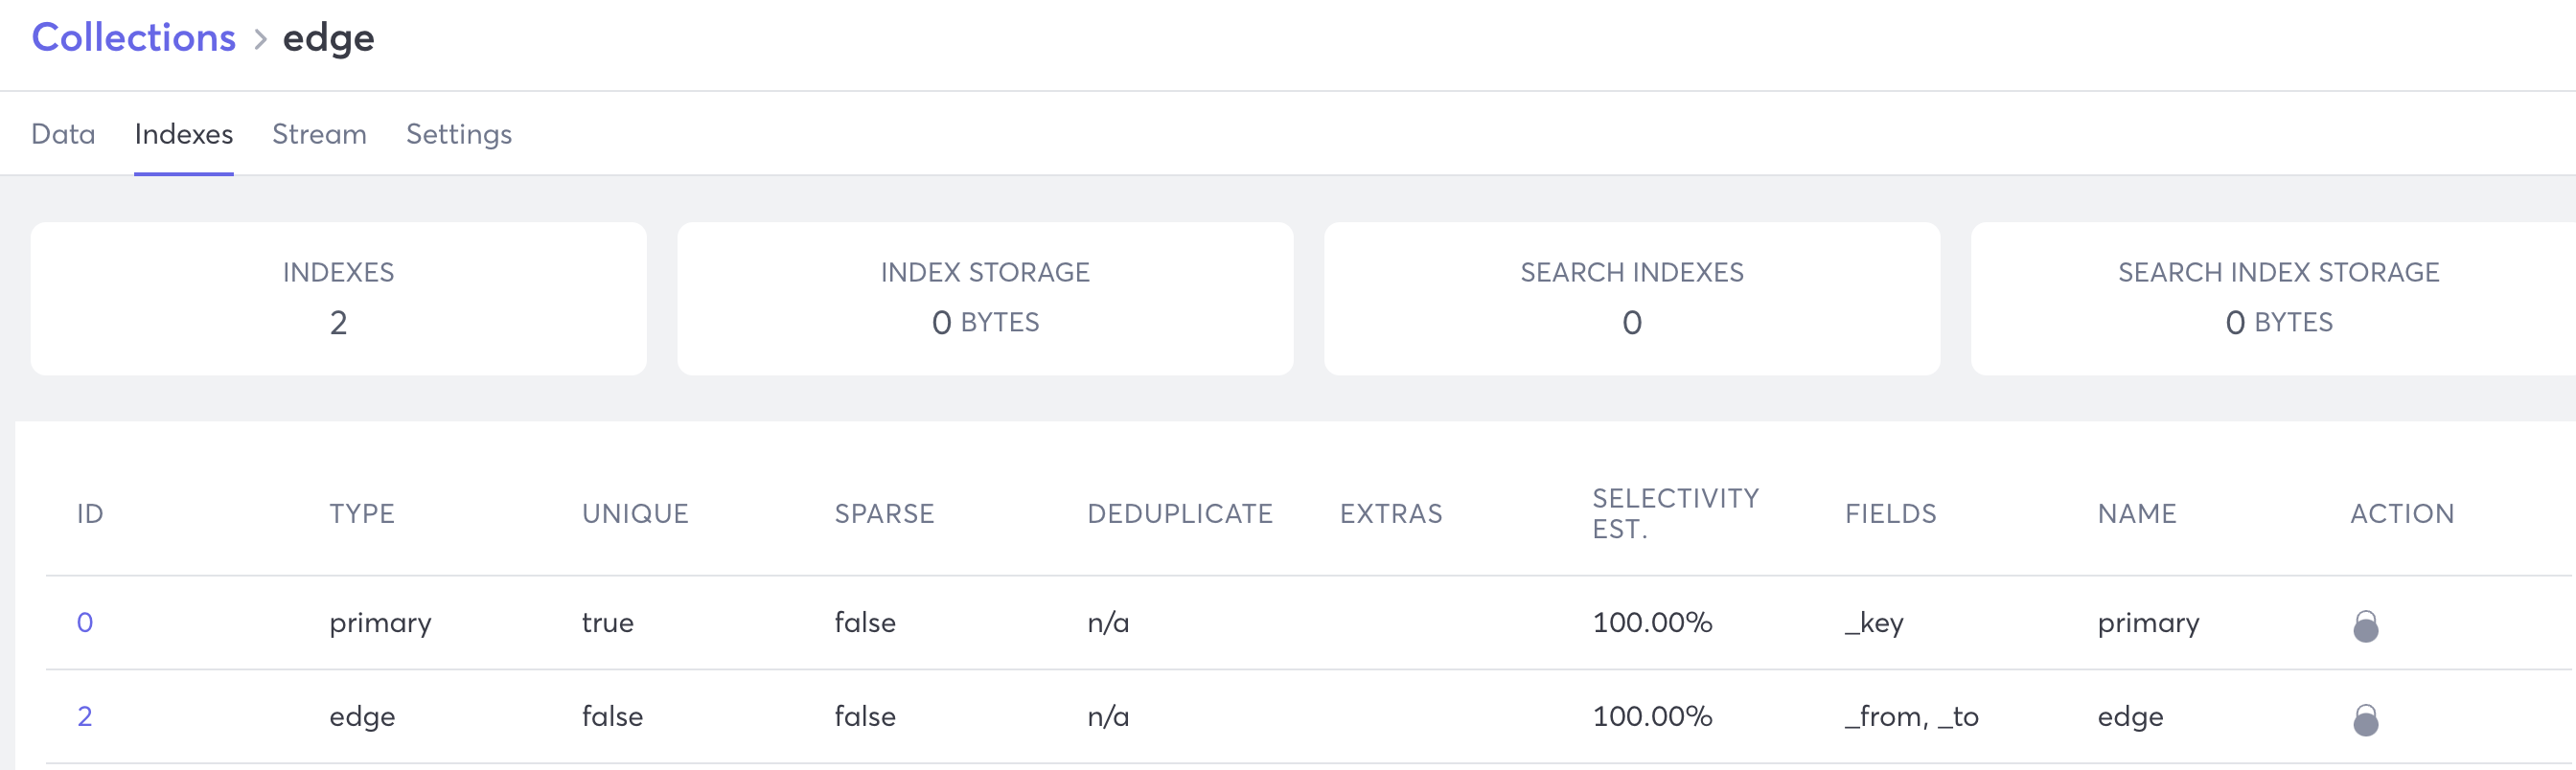 Collections > edge
Data Indexes Stream Settings
INDEXES INDEX STORAGE SEARCH INDEXES SEARCH INDEX STORAGE
2 0 BYTES 0 0 BYTES
ID TYPE UNIQUE SPARSE DEDUPLICATE EXTRAS SELECTIVITY EST. FIELDS NAME ACTION
0 primary true false n/a 100.00% _key primary
2 edge false false n/a 100.00% _from, _to edge